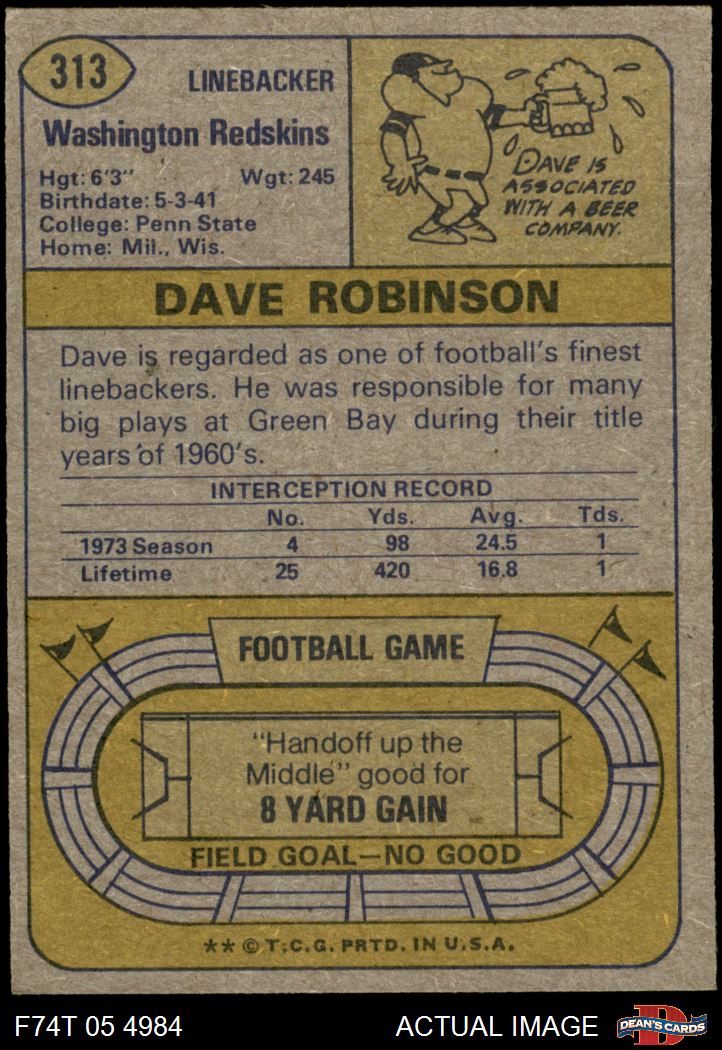 313
LINEBACKER
Washington Redskins
Hgt: 6'3" Wgt: 245
Birthdate: 5-3-41
College: Penn State
Home: Mil., Wis.
DAVE IS
ASSOCIATED
WITH A BEER
COMPANY.
DAVE ROBINSON
Dave is regarded as one of football's finest
linebackers. He was responsible for many
big plays at Green Bay during their title
years of 1960's.
INTERCEPTION RECORD
No. Yds. Avg. Tds.
1973 Season 4 98 24.5 1
Lifetime 25 420 16.8 1
FOOTBALL GAME
"Handoff up the
Middle" good for
8 YARD GAIN
FIELD GOAL—NO GOOD
** © T.C.G. PRTD. IN U.S.A.
F74T 05 4984 ACTUAL IMAGE
D
DEAN'S CARDS